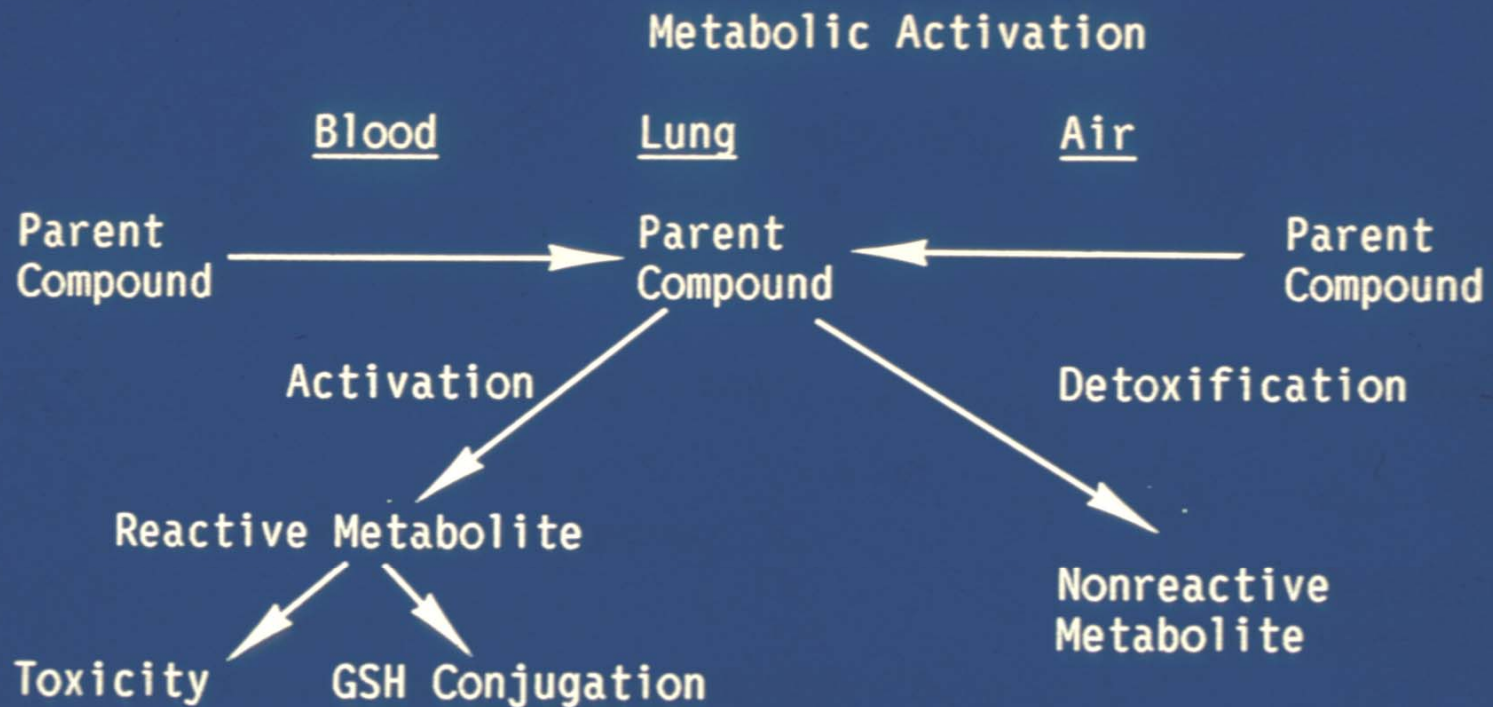 Metabolic Activation
Blood Lung Air
Parent Parent Parent
Compound Compound Compound
Activation Detoxification
Reactive Metabolite
Nonreactive
Metabolite
Toxicity GSH Conjugation